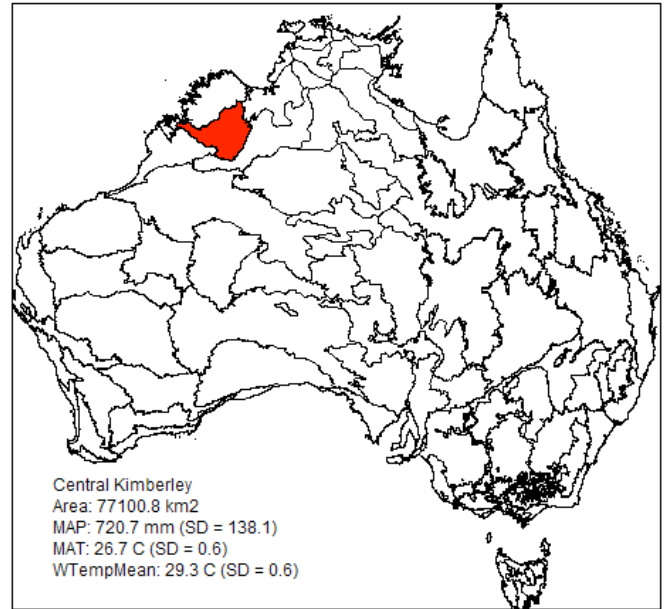 Central Kimberley
Area: 77100.8 km2
MAP: 720.7 mm (SD = 138.1)
MAT: 26.7 C (SD = 0.6)
WTempMean: 29.3 C (SD = 0.6)